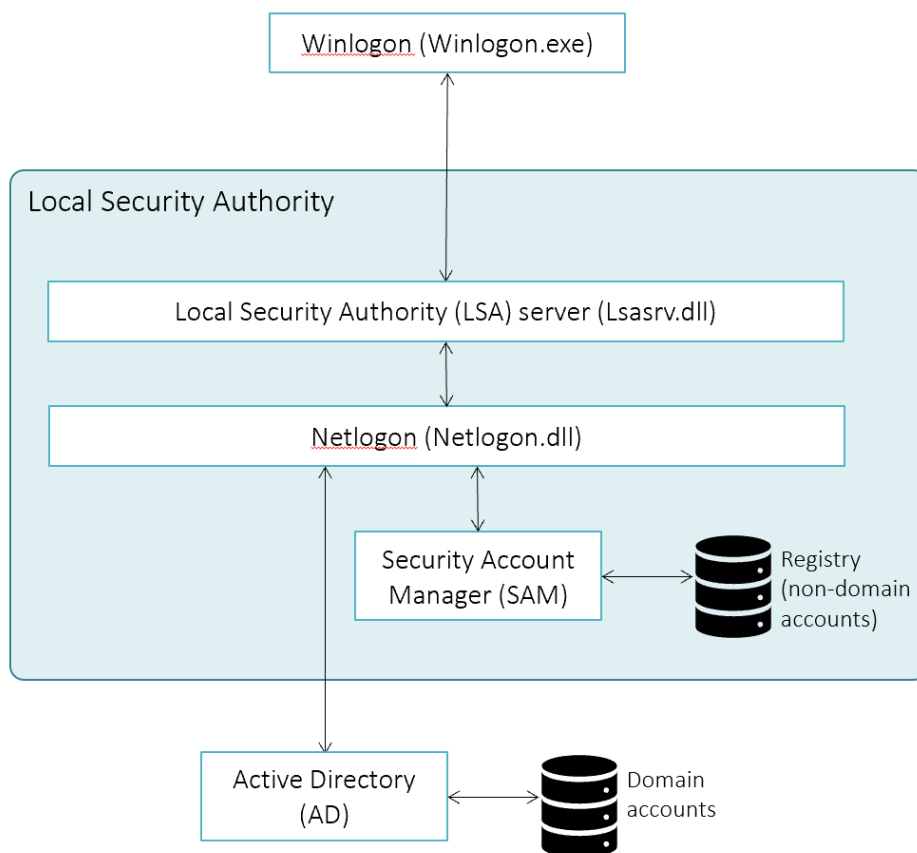 Winlogon (Winlogon.exe)
Local Security Authority
Local Security Authority (LSA) server (Lsasrv.dll)
Netlogon (Netlogon.dll)
Security Account
Manager (SAM)
Registry
(non-domain
accounts)
Active Directory
(AD)
Domain
accounts